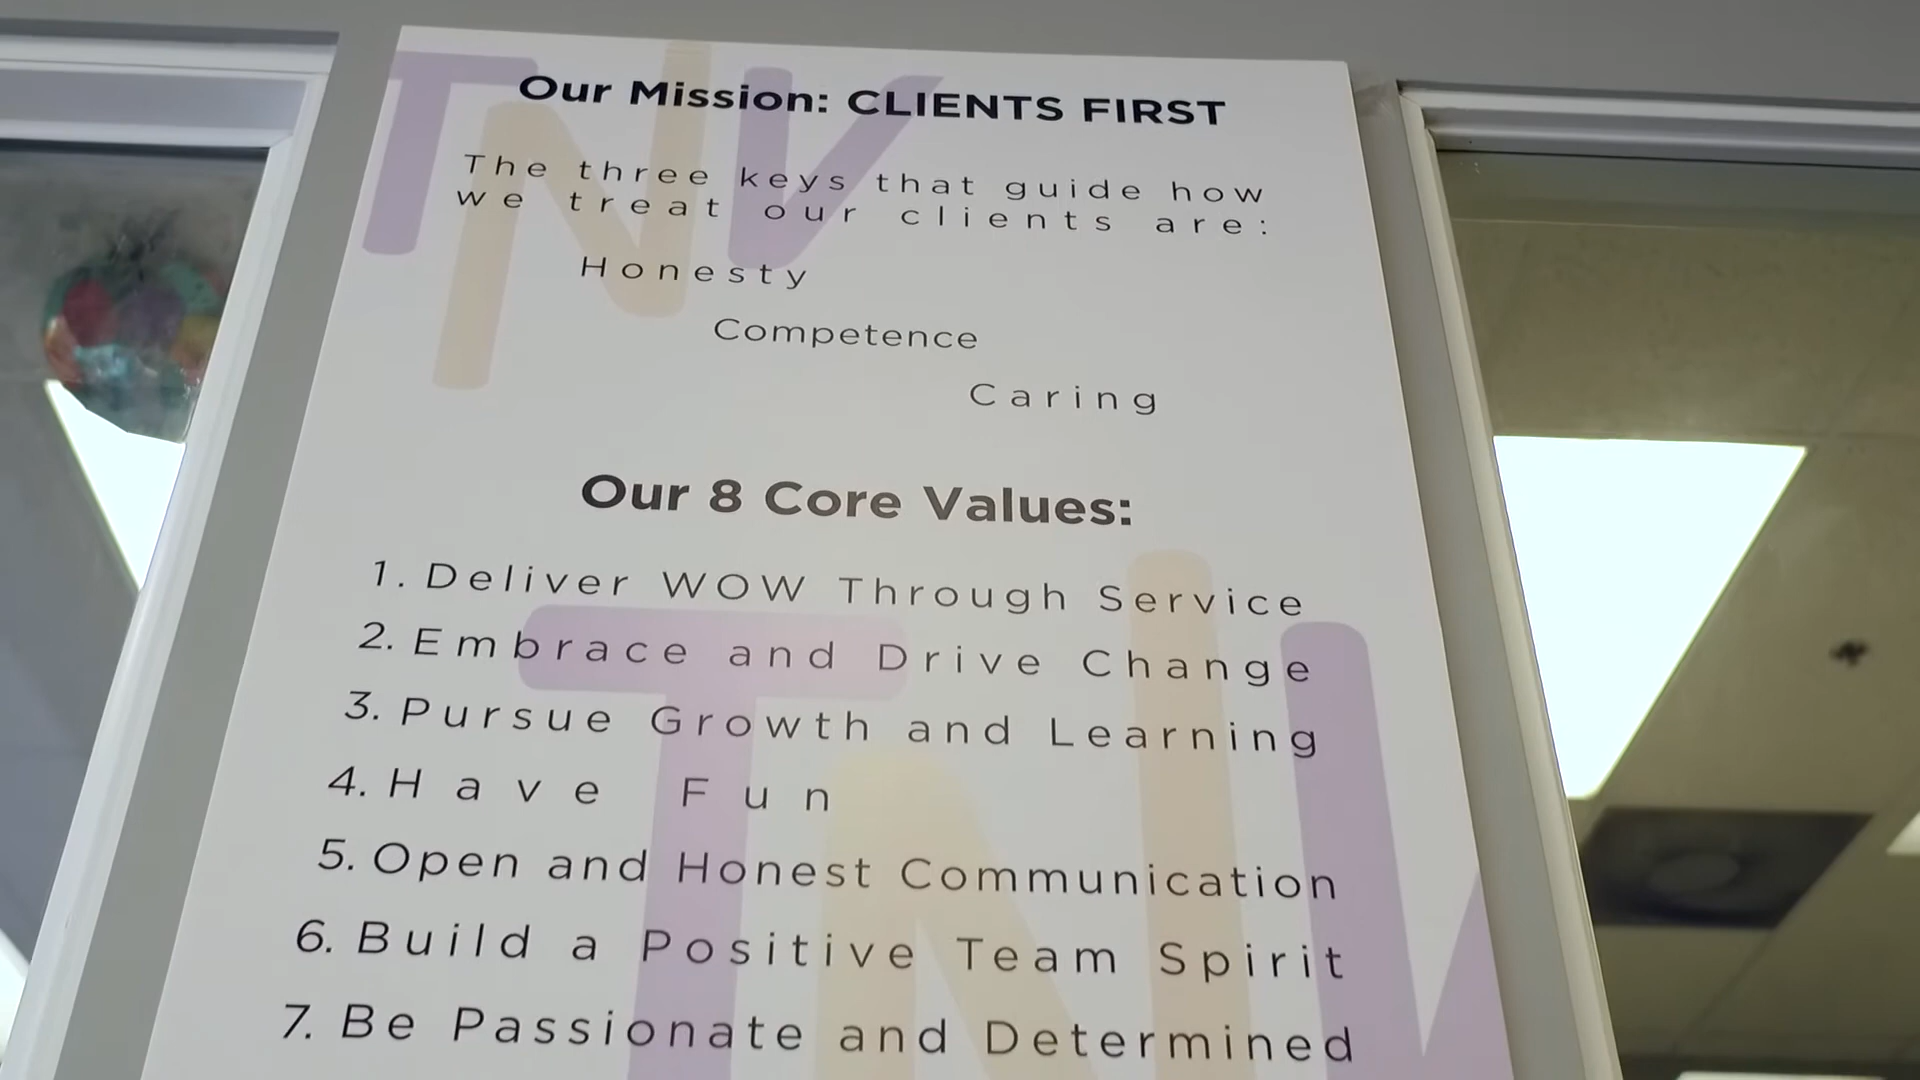 TNV
Our Mission: CLIENTS FIRST
The three keys that guide how
we treat our clients are:
Honesty
Competence
Caring
Our 8 Core Values:
1. Deliver WOW Through Service
2. Embrace and Drive Change
3. Pursue Growth and Learning
4. Have Fun
5. Open and Honest Communication
6. Build a Positive Team Spirit
7. Be Passionate and Determined